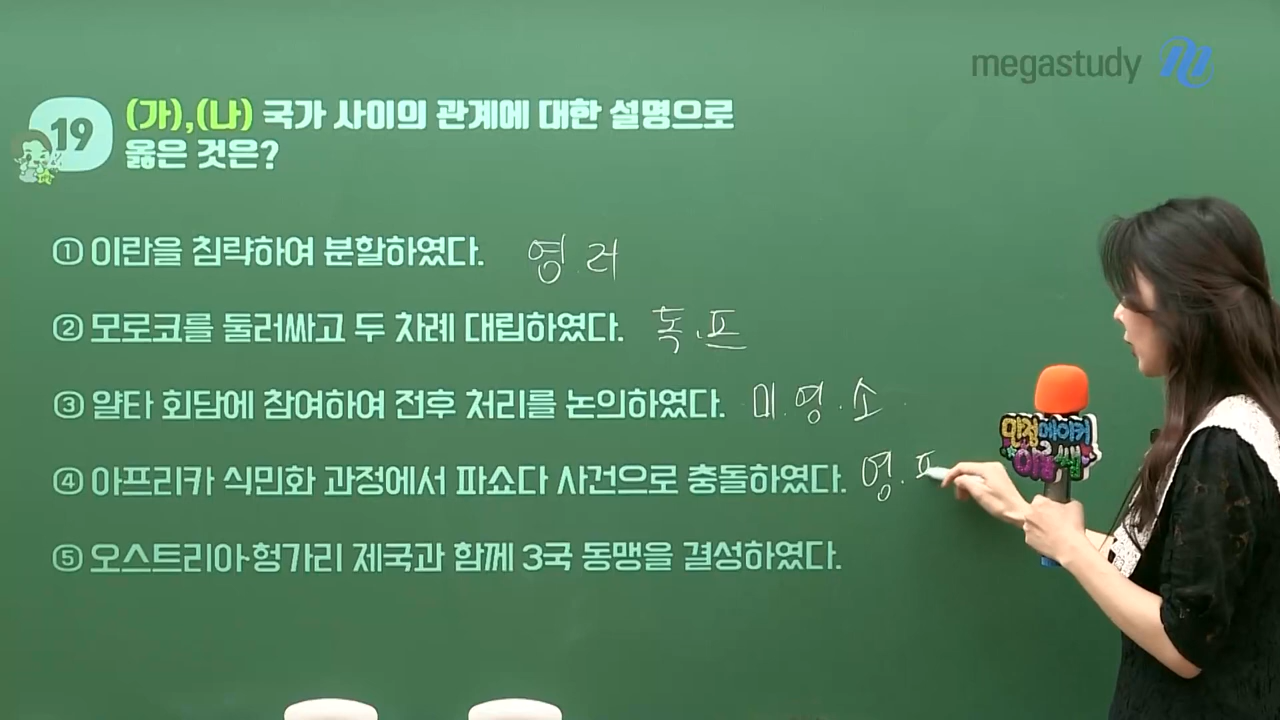 megastudy
19 (가),(나) 국가 사이의 관계에 대한 설명으로
옳은 것은?
① 이란을 침략하여 분할하였다. 영.러
② 모로코를 둘러싸고 두 차례 대립하였다. 독.프
③ 얄타 회담에 참여하여 전후 처리를 논의하였다. 미.영.소
④ 아프리카 식민화 과정에서 파쇼다 사건으로 충돌하였다. 영.프
만점메이커
⑤ 오스트리아·헝가리 제국과 함께 3국 동맹을 결성하였다.